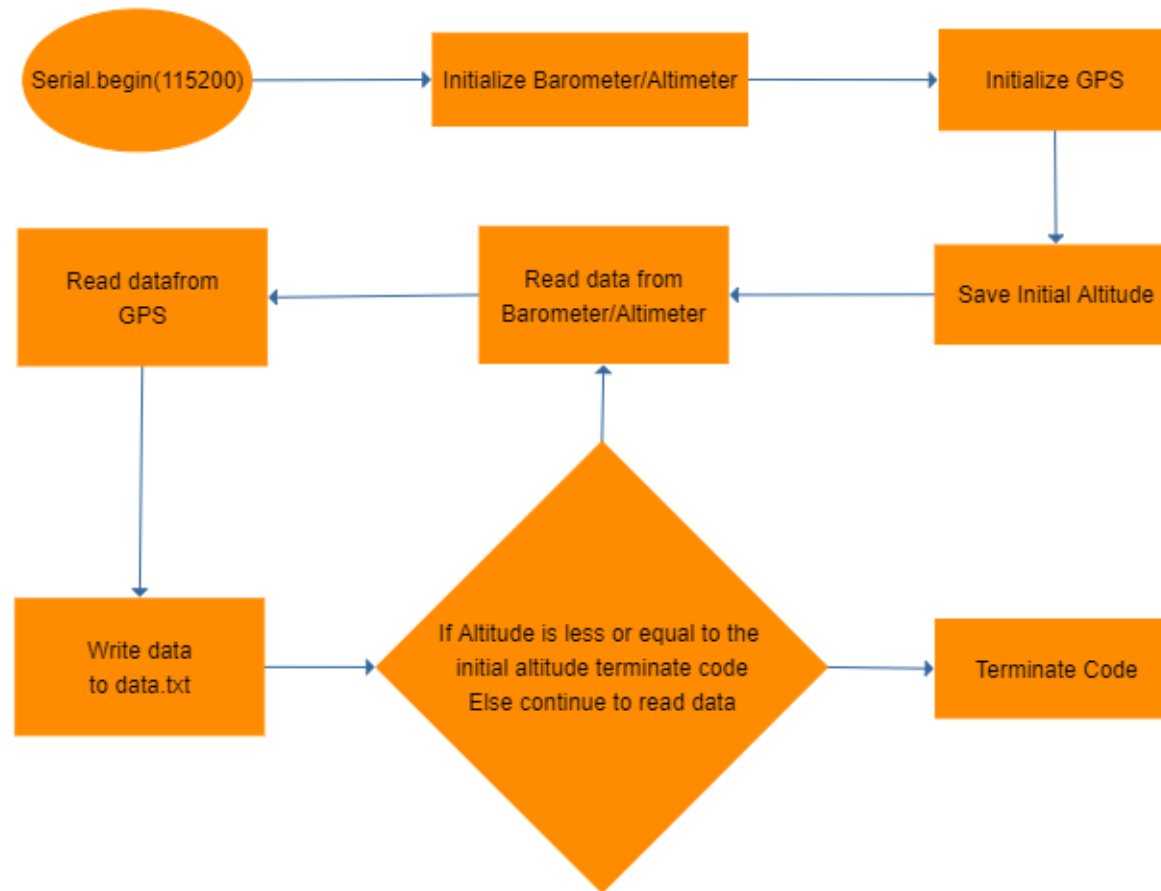 Serial.begin(115200)
Initialize Barometer/Altimeter
Initialize GPS
Save Initial Altitude
Read data from
Barometer/Altimeter
Read datafrom
GPS
Write data
to data.txt
If Altitude is less or equal to the
initial altitude terminate code
Else continue to read data
Terminate Code